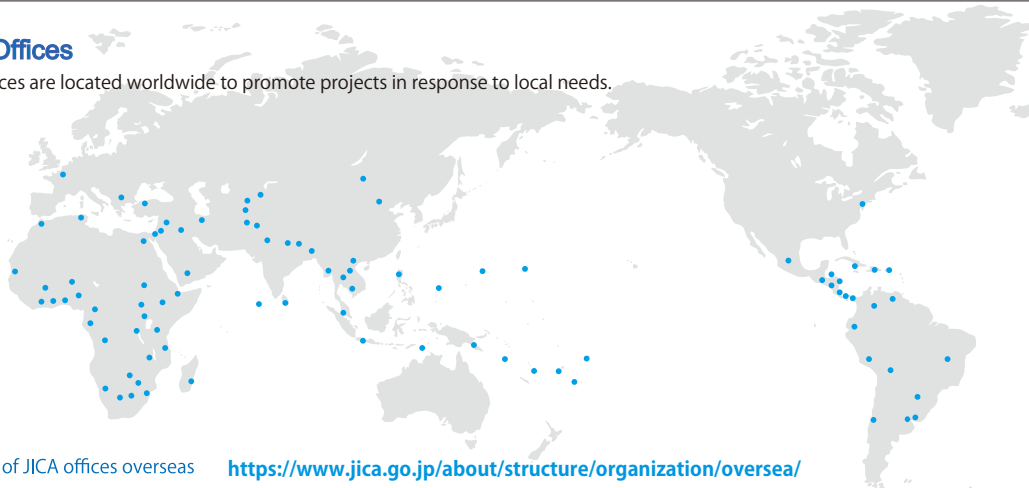 Offices
ces are located worldwide to promote projects in response to local needs.
of JICA offices overseas https://www.jica.go.jp/about/structure/organization/oversea/